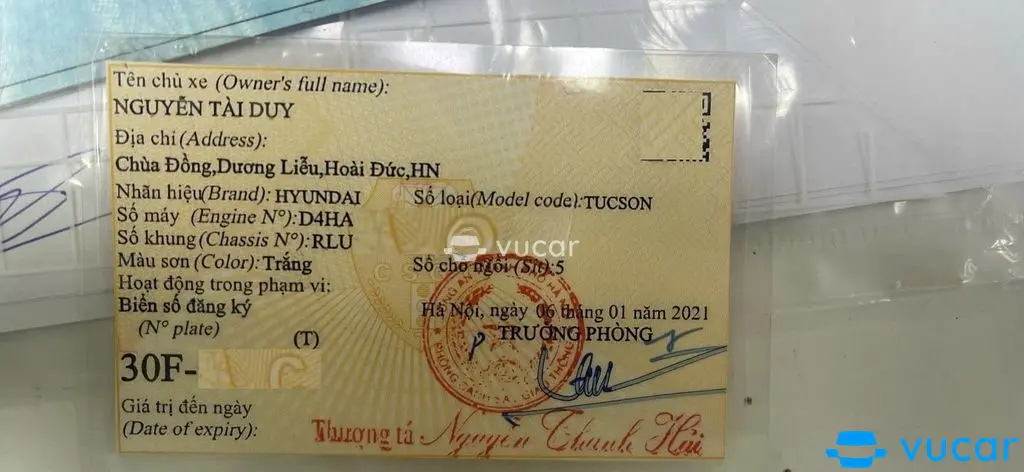 Tên chủ xe (Owner's full name):
NGUYỄN TÀI DUY
Địa chỉ (Address):
Chùa Đồng,Dương Liễu,Hoài Đức,HN
Nhãn hiệu(Brand): HYUNDAI Số loại(Model code):TUCSON
Số máy (Engine N°):D4HA
Số khung (Chassis N°):RLU
vucar
Màu sơn (Color):Trắng Số chỗ ngồi (Sit):5
Hoạt động trong phạm vi:
Biển số đăng ký Hà Nội, ngày 06 tháng 01 năm 2021
(N° plate) TRƯỞNG PHÒNG
(T)
30F-
Giá trị đến ngày
(Date of expiry):
Thượng tá Nguyễn Thanh Hải
vucar